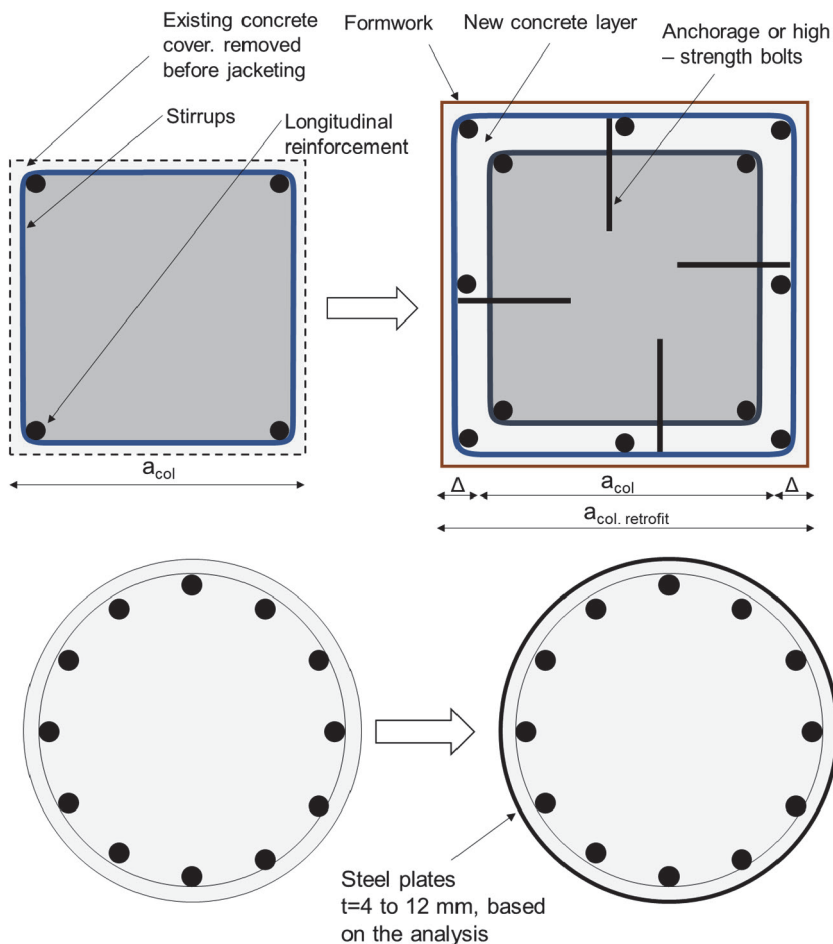 Existing concrete
cover. removed
before jacketing
Stirrups
Longitudinal
reinforcement
Formwork
New concrete layer
Anchorage or high
– strength bolts
a col
Δ
a col
Δ
a col. retrofit
Steel plates
t=4 to 12 mm, based
on the analysis